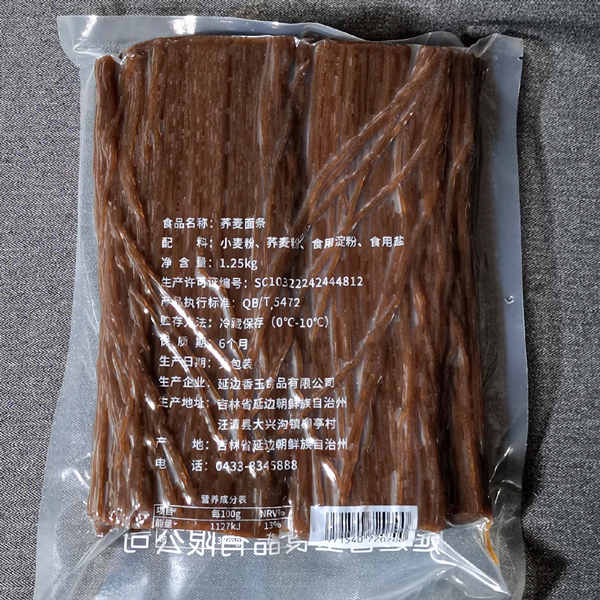 食品名称：荞麦面条
配　　料：小麦粉、荞麦粉、食用淀粉、食用盐
净 含 量：1.25kg
生产许可证编号：SC10322242444812
产品执行标准：QB/T 5472
贮存方法：冷藏保存（0℃-10℃）
保 质 期：6个月
生产日期：见包装
生产企业：延边香玉食品有限公司
生产地址：吉林省延边朝鲜族自治州
汪清县大兴沟镇柳亭村
产　　地：吉林省延边朝鲜族自治州
电　　话：0433-8345888
营养成分表
项目 每100g NRV%
能量 1127kJ 13%
食品有限公司